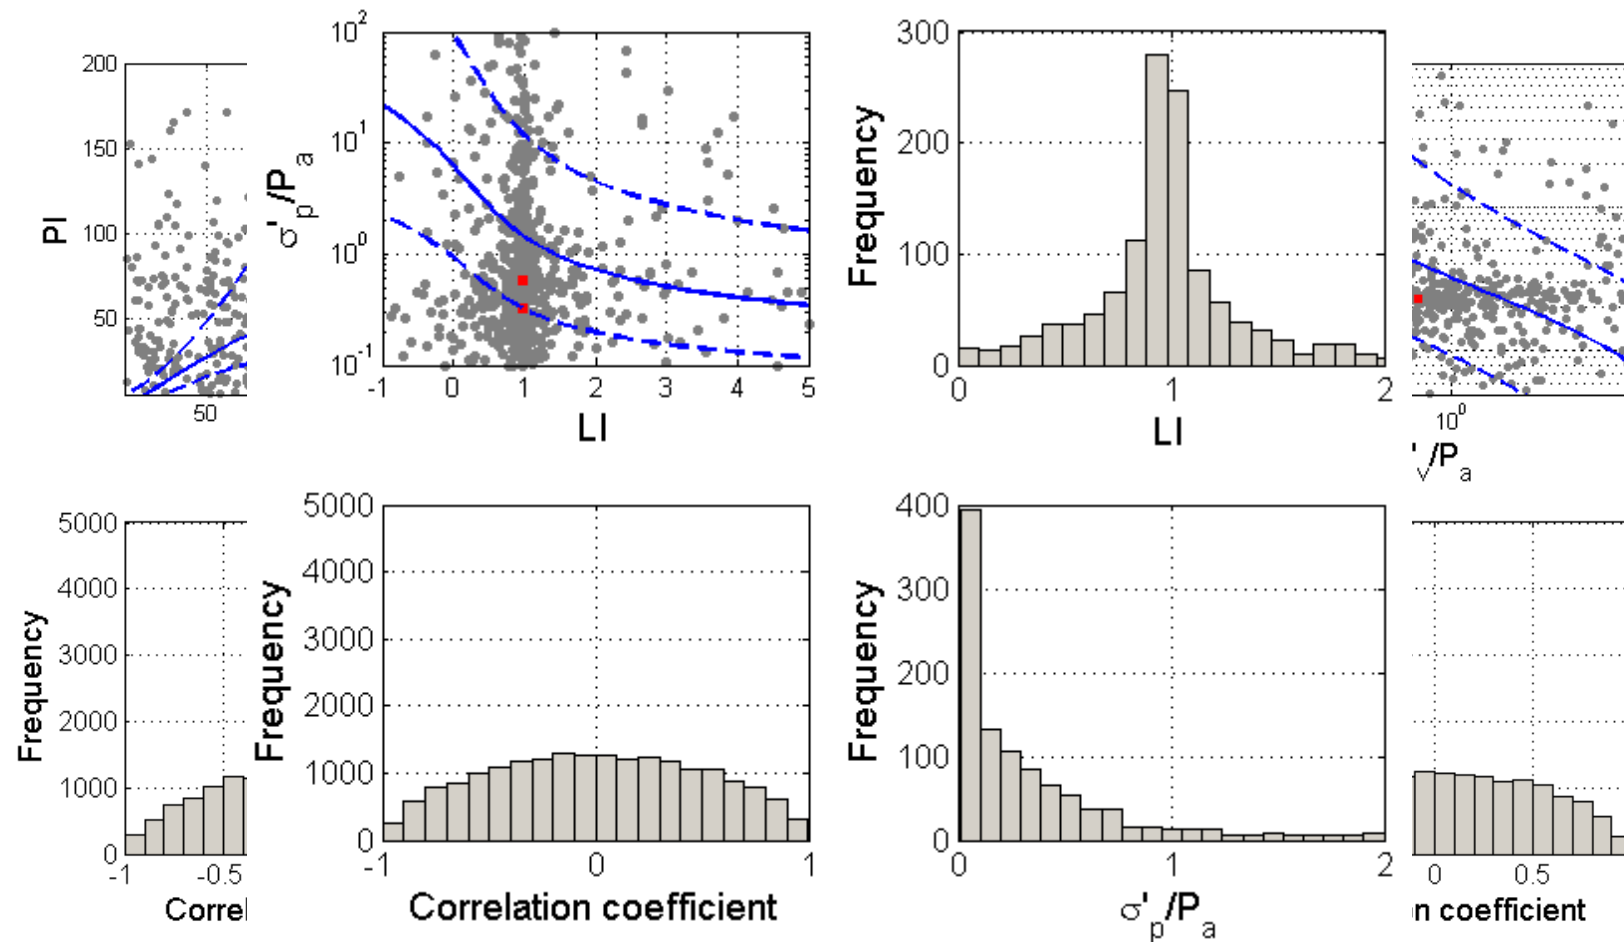 200
150
100
50
PI
50
10^2
10^1
10^0
10^-1
σ'p/Pa
-1 0 1 2 3 4 5
LI
300
200
100
0
Frequency
0 1 2
LI
10^0
'v/Pa
5000
4000
3000
2000
1000
0
Frequency
-1 -0.5
Correl
5000
4000
3000
2000
1000
0
Frequency
-1 0 1
Correlation coefficient
400
300
200
100
0
Frequency
0 1 2
σ'p/Pa
0 0.5
n coefficient